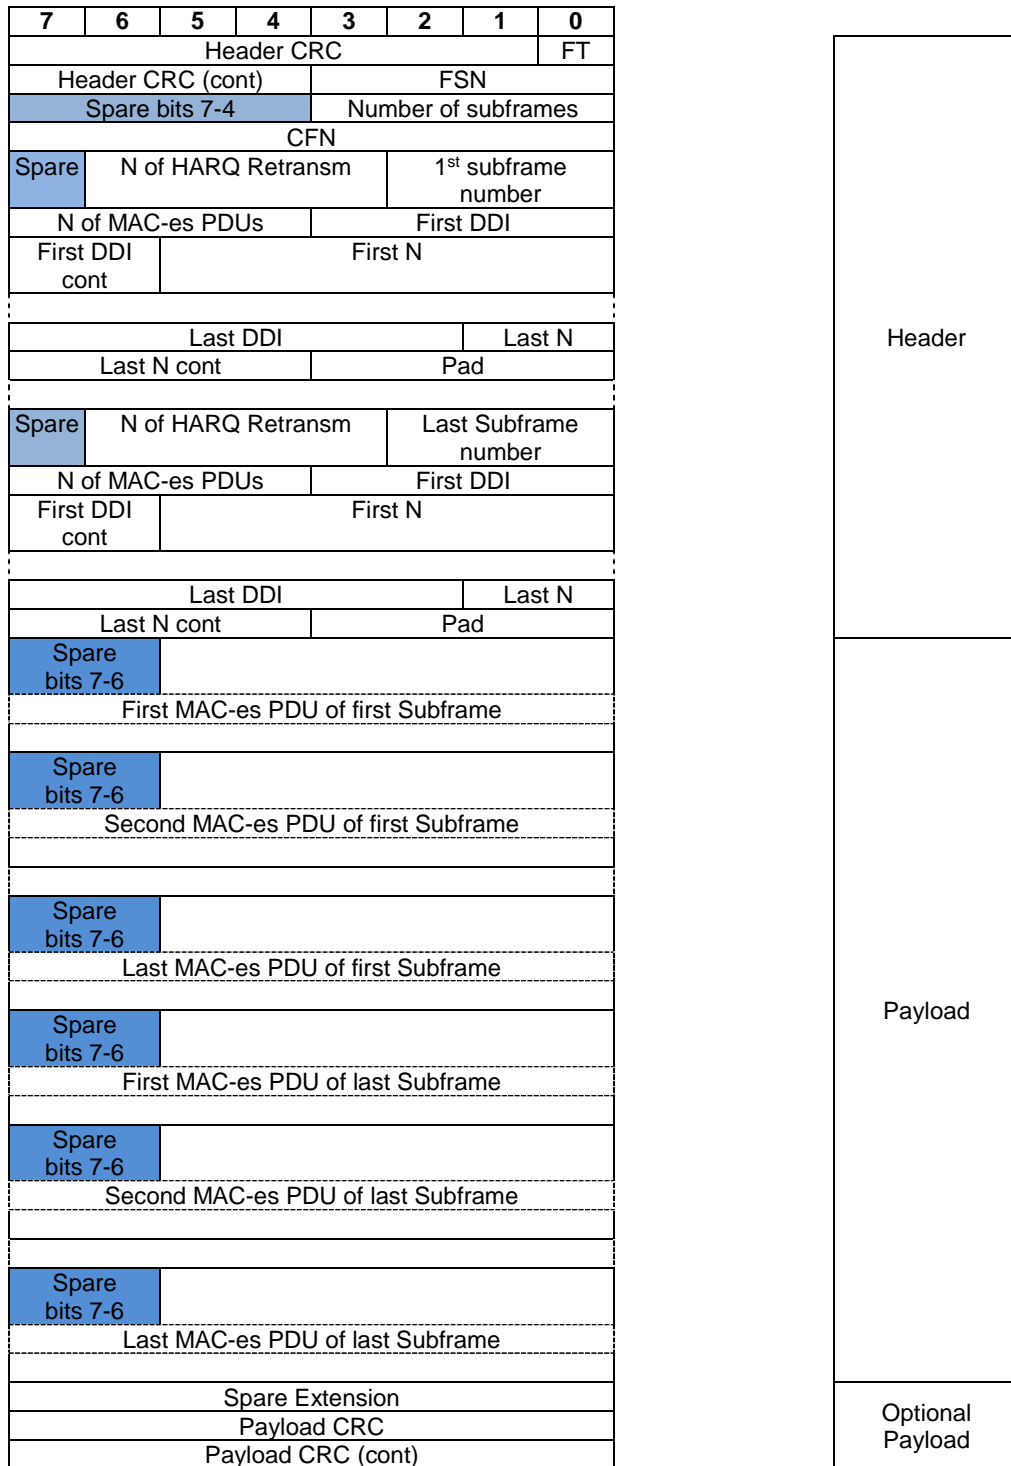 7 6 5 4 3 2 1 0
Header CRC FT
Header CRC (cont) FSN
Spare bits 7-4 Number of subframes
CFN
Spare N of HARQ Retransm 1st subframe
number
N of MAC-es PDUs First DDI
First DDI First N
cont
Last DDI Last N
Header
Last N cont Pad
Spare N of HARQ Retransm Last Subframe
number
N of MAC-es PDUs First DDI
First DDI First N
cont
Last DDI Last N
Last N cont Pad
Spare
bits 7-6
First MAC-es PDU of first Subframe
Spare
bits 7-6
Second MAC-es PDU of first Subframe
Spare
bits 7-6
Last MAC-es PDU of first Subframe
Payload
Spare
bits 7-6
First MAC-es PDU of last Subframe
Spare
bits 7-6
Second MAC-es PDU of last Subframe
Spare
bits 7-6
Last MAC-es PDU of last Subframe
Spare Extension
Payload CRC
Payload CRC (cont)
Optional
Payload